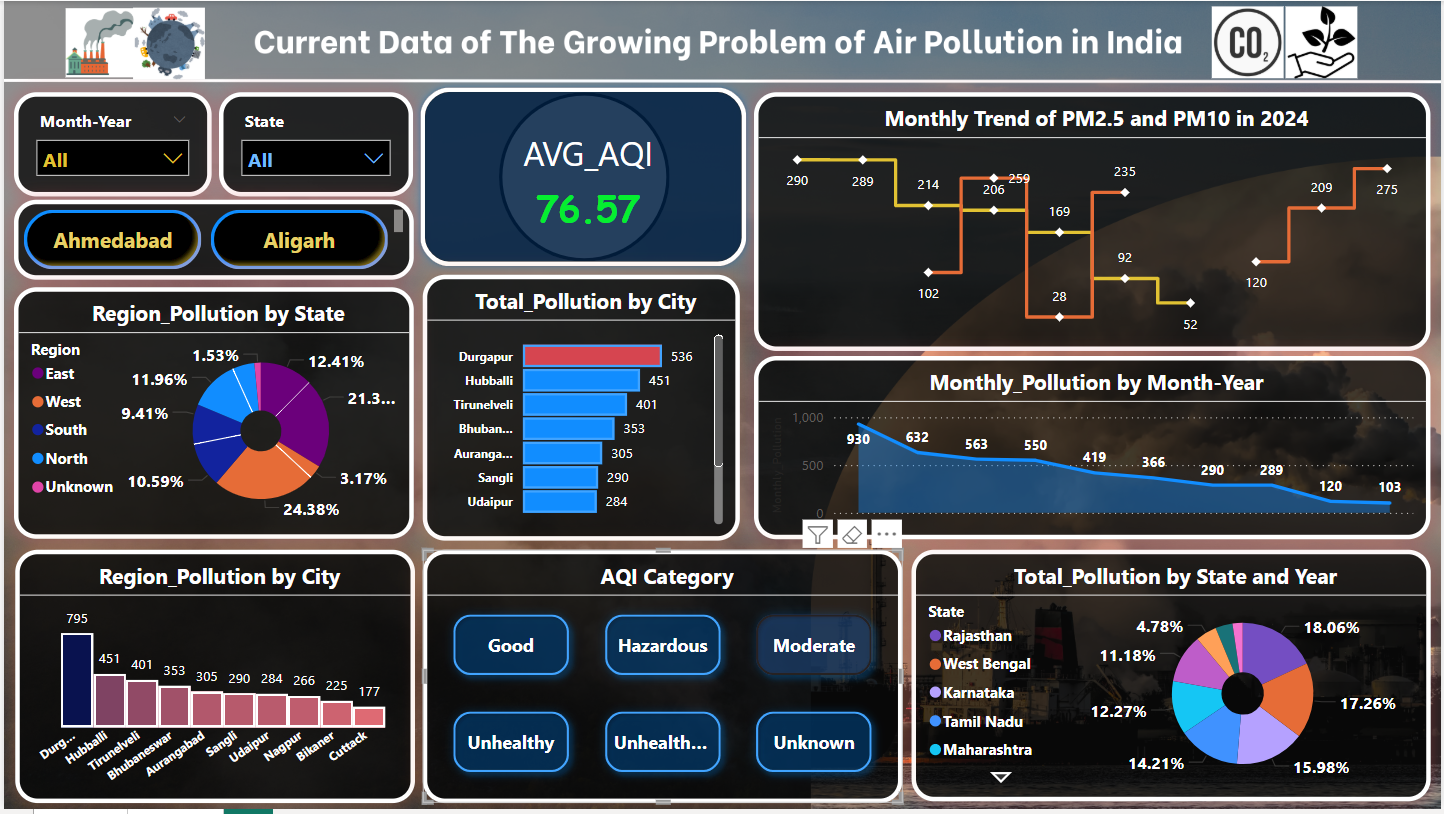 Current Data of The Growing Problem of Air Pollution in India
CO2
Month-Year
All
State
All
Ahmedabad
Aligarh
AVG_AQI
76.57
Monthly Trend of PM2.5 and PM10 in 2024
290
289
214
206
259
169
235
92
52
102
28
120
209
275
Region_Pollution by State
Region
East
West
South
North
Unknown
1.53%
12.41%
11.96%
21.3...
9.41%
10.59%
3.17%
24.38%
Total_Pollution by City
Durgapur 536
Hubballi 451
Tirunelveli 401
Bhuban... 353
Auranga... 305
Sangli 290
Udaipur 284
Monthly_Pollution by Month-Year
Monthly_Pollution
1,000
500
0
930 632 563 550 419 366 290 289 120 103
Region_Pollution by City
795 451 401 353 305 290 284 266 225 177
Durg... Hubballi Tirunelveli Bhubaneswar Aurangabad Sangli Udaipur Nagpur Bikaner Cuttack
AQI Category
Good Hazardous Moderate
Unhealthy Unhealth... Unknown
Total_Pollution by State and Year
State
Rajasthan
West Bengal
Karnataka
Tamil Nadu
Maharashtra
4.78%
18.06%
11.18%
17.26%
12.27%
14.21%
15.98%